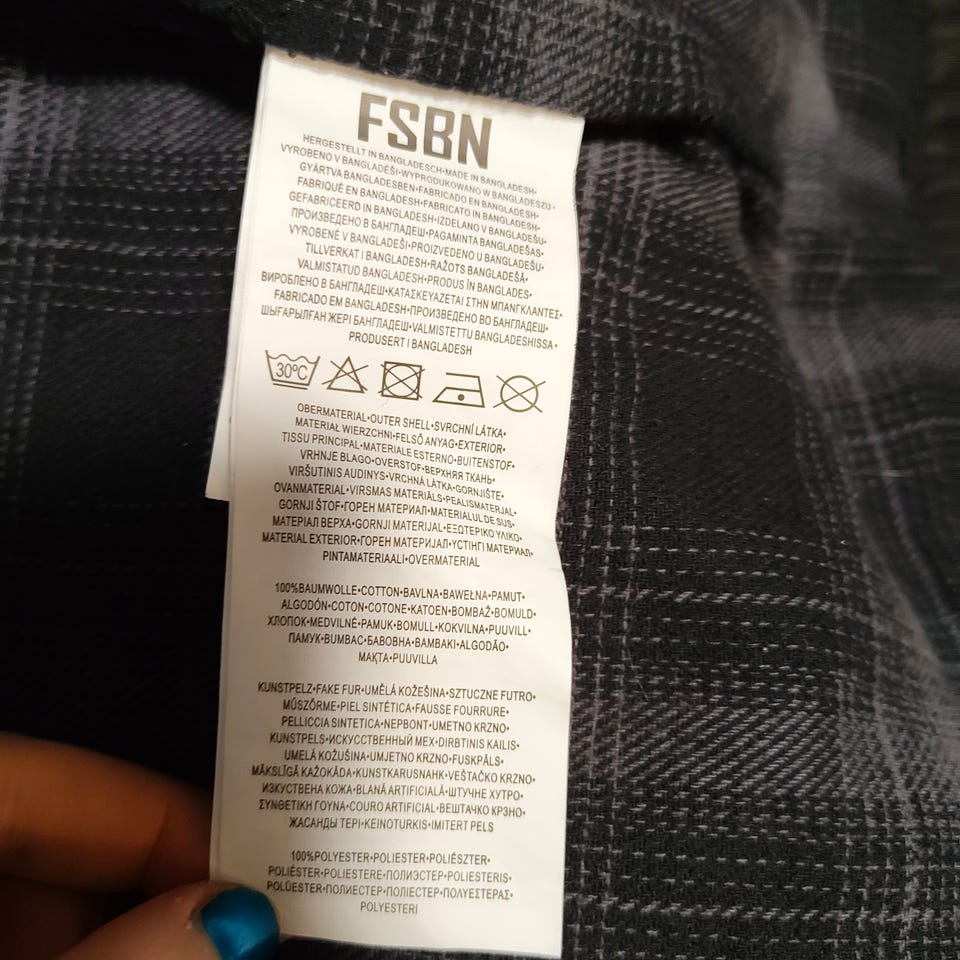 FSBN
HERGESTELLT IN BANGLADESCH•MADE IN BANGLADESH•
VYROBENO V BANGLADÉŠI•WYPRODUKOWANO W BANGLADESZU•
GYÁRTVA BANGLADESBEN•FABRICADO EN BANGLADESH•
FABRIQUÉ EN BANGLADESH•FABRICATO IN BANGLADESH•
GEFABRICEERD IN BANGLADESH•IZDELANO V BANGLADEŠU•
ПРОИЗВЕДЕНО В БАНГЛАДЕШ•PAGAMINTA BANGLADEŠAS•
VYROBENÉ V BANGLADÉŠI•PROIZVEDENO U BANGLADEŠU•
TILLVERKAT I BANGLADESH•RAŽOTS BANGLADEŠĀ•
VALMISTATUD BANGLADESH•PRODUS ÎN BANGLADES•
ВИРОБЛЕНО В БАНГЛАДЕШ•ΚΑΤΑΣΚΕΥΑΖΕΤΑΙ ΣΤΗΝ ΜΠΑΝΓΚΛΑΝΤΕΣ•
FABRICADO EM BANGLADESH•ПРОИЗВЕДЕНО ВО БАНГЛАДЕШ•
ШЫҒАРЫЛҒАН ЖЕРІ БАНГЛАДЕШ•VALMISTETTU BANGLADESHISSA•
PRODUSERT I BANGLADESH
30ºC
OBERMATERIAL•OUTER SHELL•SVRCHNÍ LÁTKA•
MATERIAŁ WIERZCHNI•FELSŐ ANYAG•EXTERIOR•
TISSU PRINCIPAL•MATERIALE ESTERNO•BUITENSTOF•
VRHNJE BLAGO•OVERSTOF•ВЕРХНЯЯ ТКАНЬ•
VIRŠUTINIS AUDINYS•VRCHNÁ LÁTKA•GORNJIŠTE•
OVANMATERIAL•VIRSMAS MATERIĀLS•PEALISMATERJAL•
GORNJI ŠTOF•ГОРЕН МАТЕРИАЛ•MATERIALUL DE SUS•
МАТЕРІАЛ ВЕРХА•GORNJI MATERIJAL•ΕΞΩΤΕΡΙΚΟ ΥΛΙΚΟ•
MATERIAL EXTERIOR•ГОРЕН МАТЕРИЈАЛ•ҮСТІҢГІ МАТЕРИАЛ•
PINTAMATERIAALI•OVERMATERIAL
100%BAUMWOLLE•COTTON•BAVLNA•BAWEŁNA•PAMUT•
ALGODÓN•COTON•COTONE•KATOEN•BOMBAŽ•BOMULD•
ХЛОПОК•MEDVILNĖ•PAMUK•BOMULL•KOKVILNA•PUUVILL•
ПАМУК•BUMBAC•БАВОВНА•ΒΑΜΒΑΚΙ•ALGODÃO•
МАҚТА•PUUVILLA
KUNSTPELZ•FAKE FUR•UMĚLÁ KOŽEŠINA•SZTUCZNE FUTRO•
MŰSZŐRME•PIEL SINTÉTICA•FAUSSE FOURRURE•
PELLICCIA SINTETICA•NEPBONT•UMETNO KRZNO•
KUNSTPELS•ИСКУССТВЕННЫЙ МЕХ•DIRBTINIS KAILIS•
UMELÁ KOŽUŠINA•UMJETNO KRZNO•FUSKPÄLS•
MĀKSLĪGĀ KAŽOKĀDA•KUNSTKARUSNAHK•VEŠTAČKO KRZNO•
ИЗКУСТВЕНА КОЖА•BLANĂ ARTIFICIALĂ•ШТУЧНЕ ХУТРО•
ΣΥΝΘΕΤΙΚΗ ΓΟΥΝΑ•COURO ARTIFICIAL•ВЕШТАЧКО КРЗНО•
ЖАСАНДЫ ТЕРІ•KEINOTURKIS•IMITERT PELS
100%POLYESTER•POLIESTER•POLIÉSZTER•
POLIÉSTER•POLIESTERE•ПОЛИЭСТЕР•POLIESTERIS•
POLÜESTER•ПОЛИЕСТЕР•ПОЛІЕСТЕР•ΠΟΛΥΕΣΤΕΡΑΣ•
POLYESTERI